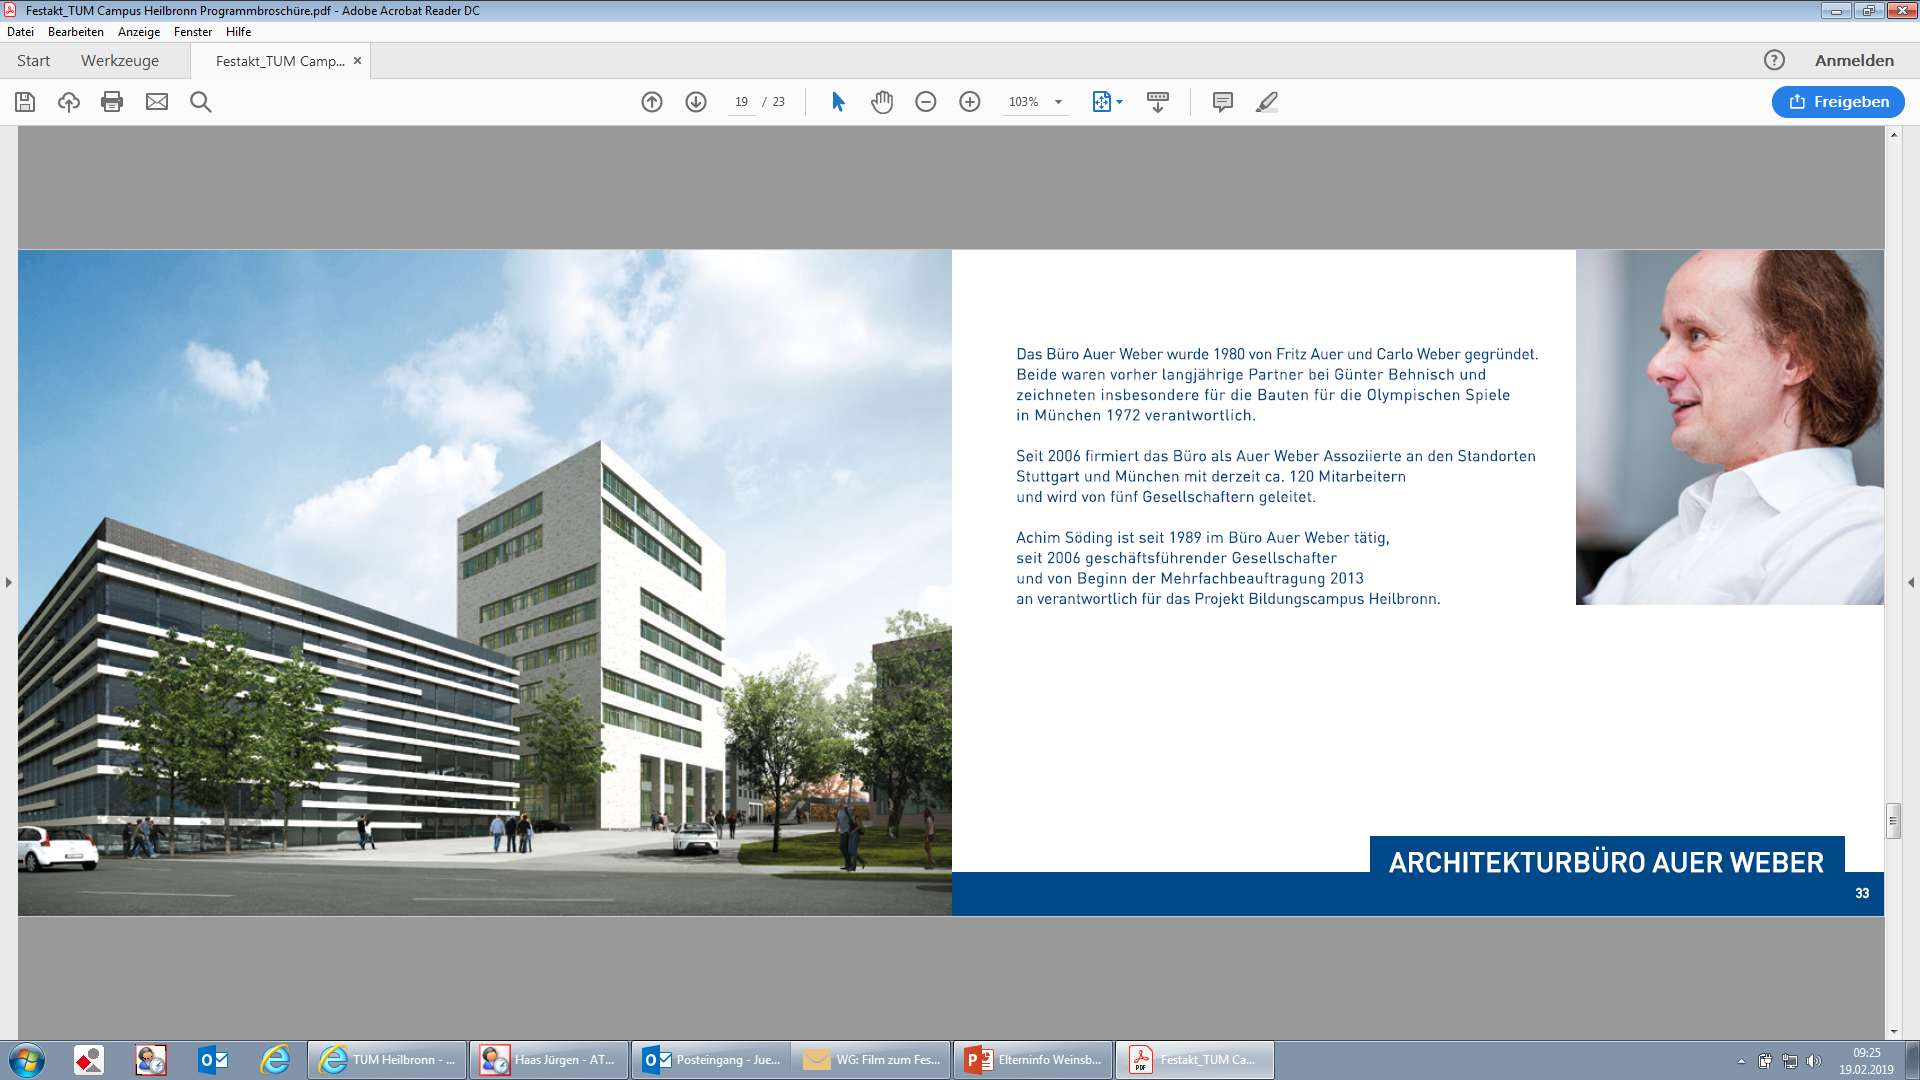 Festakt_TUM Campus Heilbronn Programmbroschüre.pdf - Adobe Acrobat Reader DC
Datei Bearbeiten Anzeige Fenster Hilfe
Start Werkzeuge Festakt_TUM Camp... × ? Anmelden
19 / 23 103% Freigeben
Das Büro Auer Weber wurde 1980 von Fritz Auer und Carlo Weber gegründet.
Beide waren vorher langjährige Partner bei Günter Behnisch und
zeichneten insbesondere für die Bauten für die Olympischen Spiele
in München 1972 verantwortlich.
Seit 2006 firmiert das Büro als Auer Weber Assoziierte an den Standorten
Stuttgart und München mit derzeit ca. 120 Mitarbeitern
und wird von fünf Gesellschaftern geleitet.
Achim Söding ist seit 1989 im Büro Auer Weber tätig,
seit 2006 geschäftsführender Gesellschafter
und von Beginn der Mehrfachbeauftragung 2013
an verantwortlich für das Projekt Bildungscampus Heilbronn.
ARCHITEKTURBÜRO AUER WEBER
33
TUM Heilbronn - ... Haas Jürgen - AT... Posteingang - Jue... WG: Film zum Fes... Elterninfo Weinsb... Festakt_TUM Ca...
09:25
19.02.2019